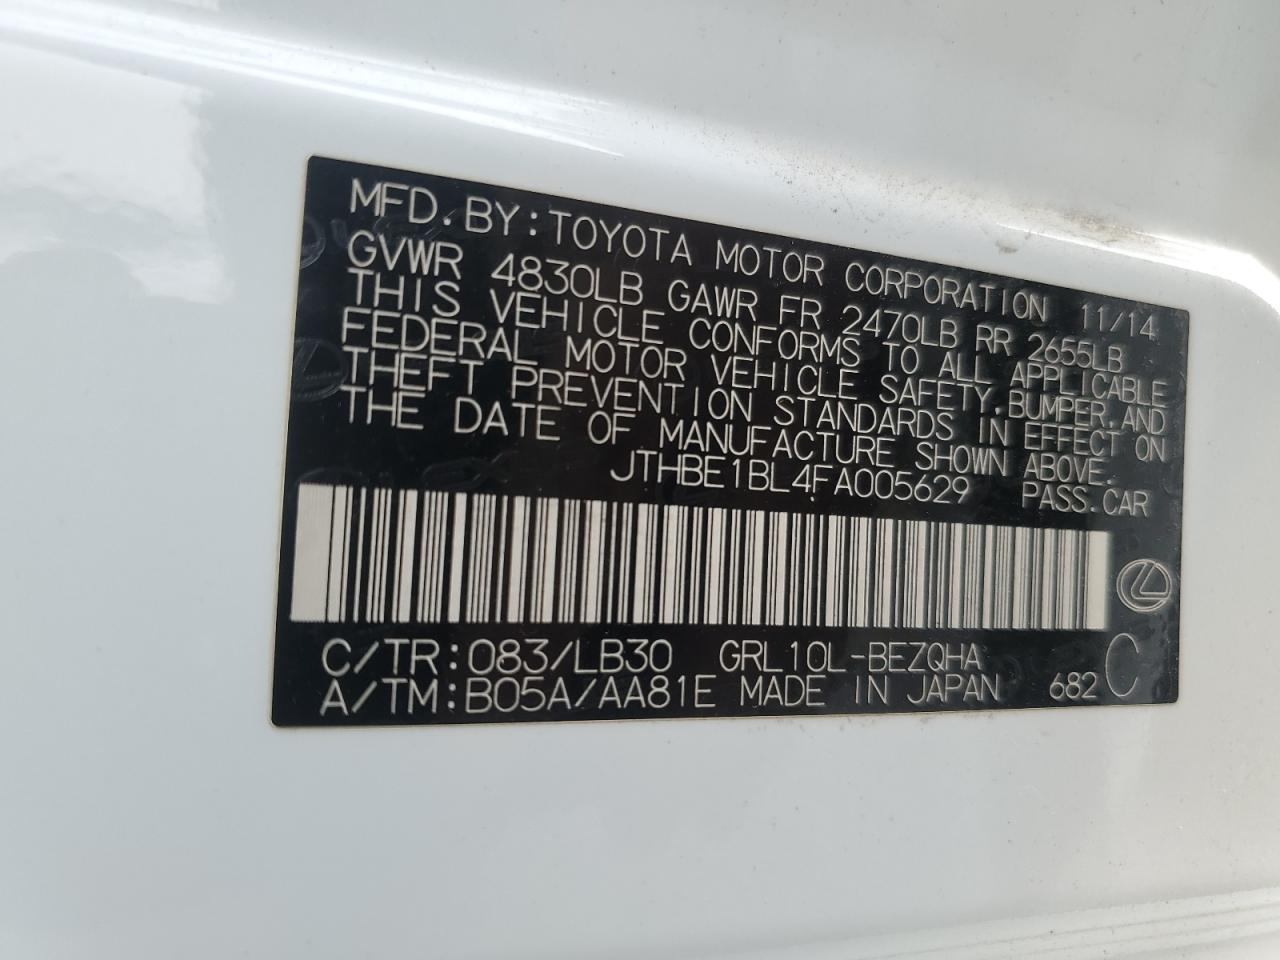 MFD. BY: TOYOTA MOTOR CORPORATION 11/14
GVWR 4830LB GAWR FR 2470LB RR 2655LB
THIS VEHICLE CONFORMS TO ALL APPLICABLE
FEDERAL MOTOR VEHICLE SAFETY, BUMPER, AND
THEFT PREVENTION STANDARDS IN EFFECT ON
THE DATE OF MANUFACTURE SHOWN ABOVE.
JTHBE1BL4FA005629 PASS. CAR
C/TR: 083/LB30 GRL10L-BEZQHA
A/TM: B05A/AA81E MADE IN JAPAN 682 C